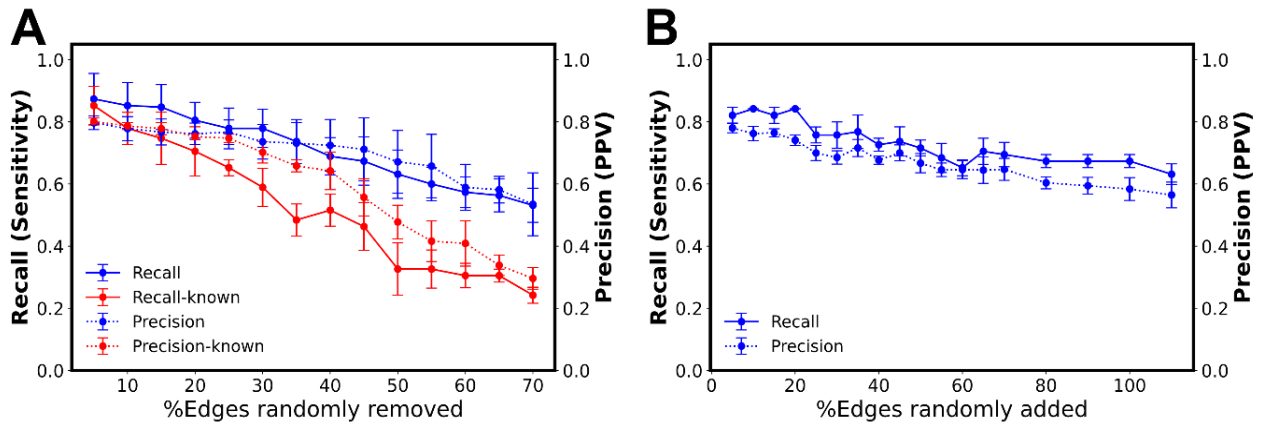 A
1.0
0.8
0.6
0.4
0.2
0.0
Recall (Sensitivity)
Recall
Recall-known
Precision
Precision-known
1.0
0.8
0.6
0.4
0.2
0.0
Precision (PPV)
10 20 30 40 50 60 70
%Edges randomly removed
B
1.0
0.8
0.6
0.4
0.2
0.0
Recall (Sensitivity)
Recall
Precision
1.0
0.8
0.6
0.4
0.2
0.0
Precision (PPV)
0 20 40 60 80 100
%Edges randomly added